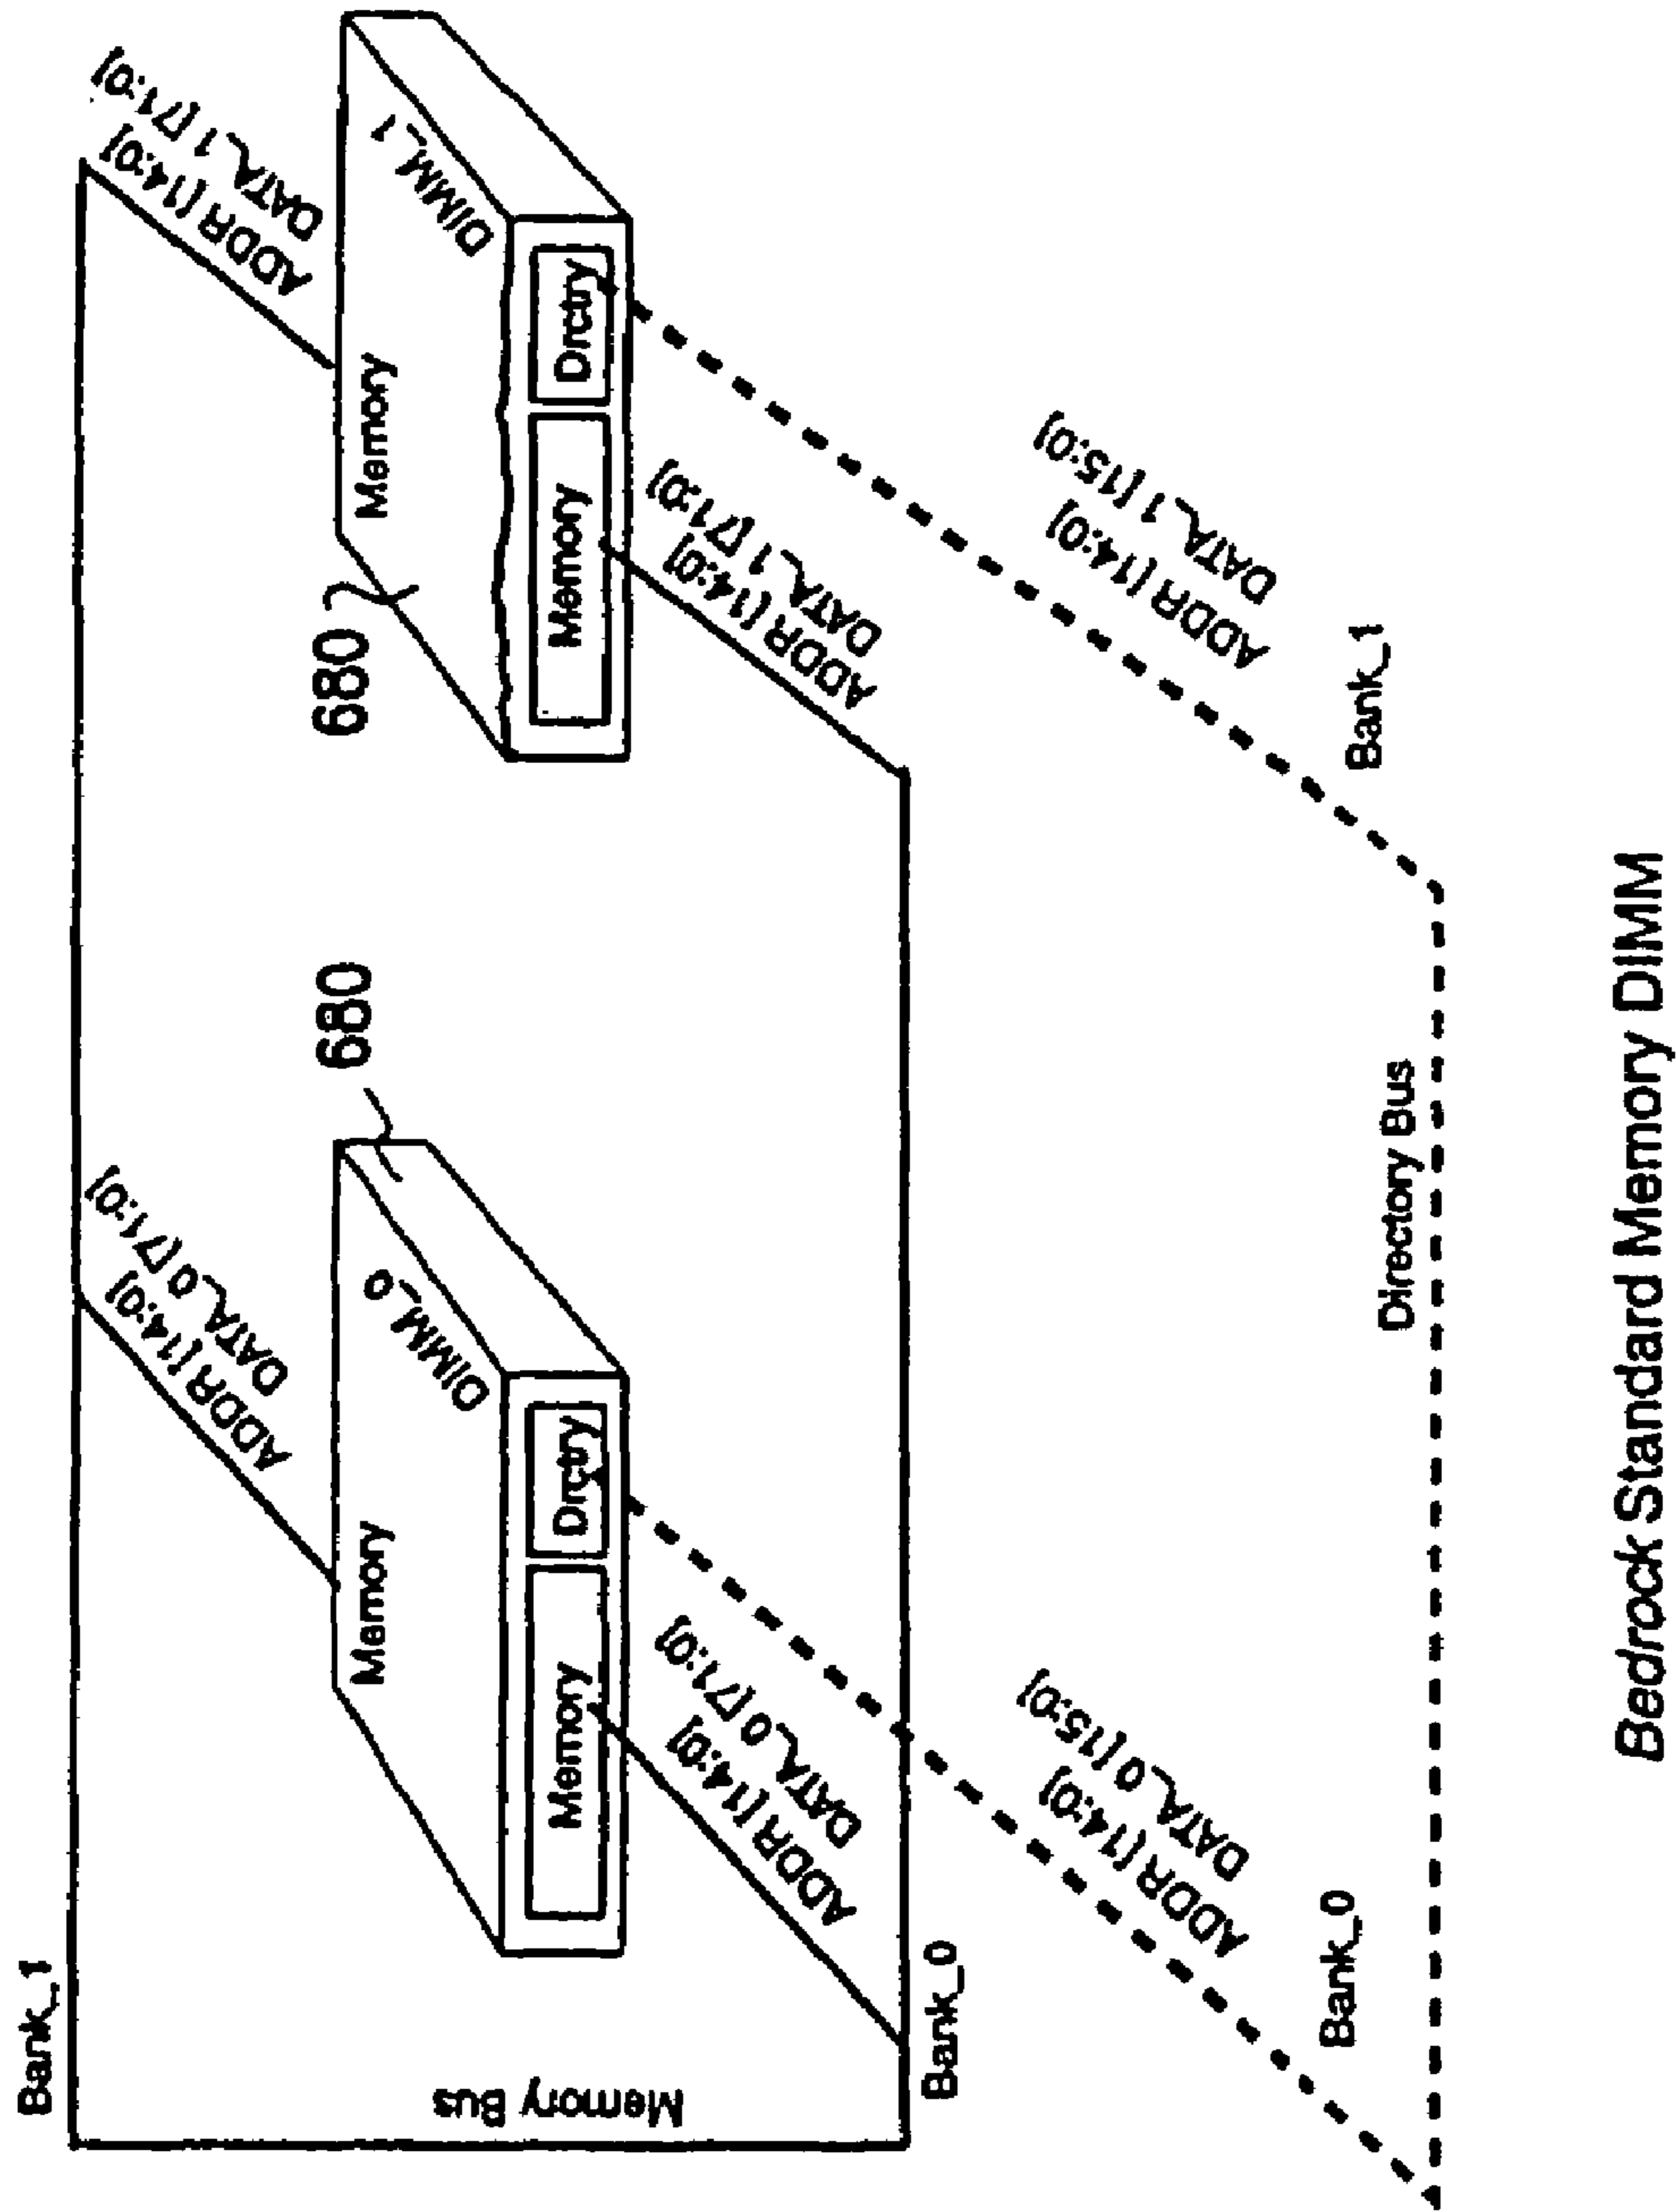 Bank_1
Memory Bus
Bank_0
ADDR [14:0]
DATA_0 [71:0]
680
Memory
DIMM_0
Memory
Drctry
ADDR [14:0]
DATA_0 [71:0]
ADDR [14:0]
DATA_1 [71:0]
680
Memory
DIMM_1
Memory
Drctry
ADDR [14:0]
DATA_1 [71:0]
ADDR [14:0]
DATA_0 [15:0]
Bank_0
Directory Bus
ADDR [14:0]
DATA_1 [15:0]
Bank_1
Bedrock Standard Memory DIMM